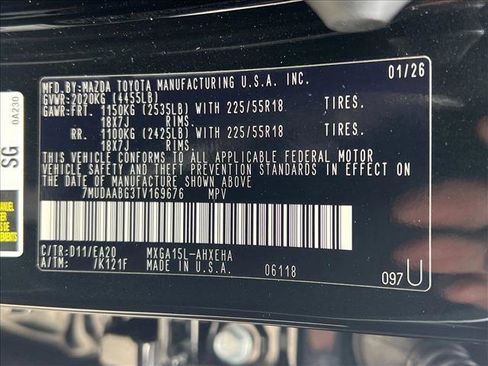 MFD.BY:MAZDA TOYOTA MANUFACTURING U.S.A. INC.
01/26
GVWR:2020KG (4455LB)
GAWR:FRT. 1150KG (2535LB) WITH 225/55R18 TIRES.
18X7J RIMS.
RR. 1100KG (2425LB) WITH 225/55R18 TIRES.
18X7J RIMS.
THIS VEHICLE CONFORMS TO ALL APPLICABLE FEDERAL MOTOR
VEHICLE SAFETY AND THEFT PREVENTION STANDARDS IN EFFECT
ON THE DATE OF MANUFACTURE SHOWN ABOVE.
7MUDAABG3TV169676 MPV
C/TR:D11/EA20 MXGA15L-AHXEHA
A/TM: /K121F MADE IN U.S.A. 06118
097U
SG
0A230